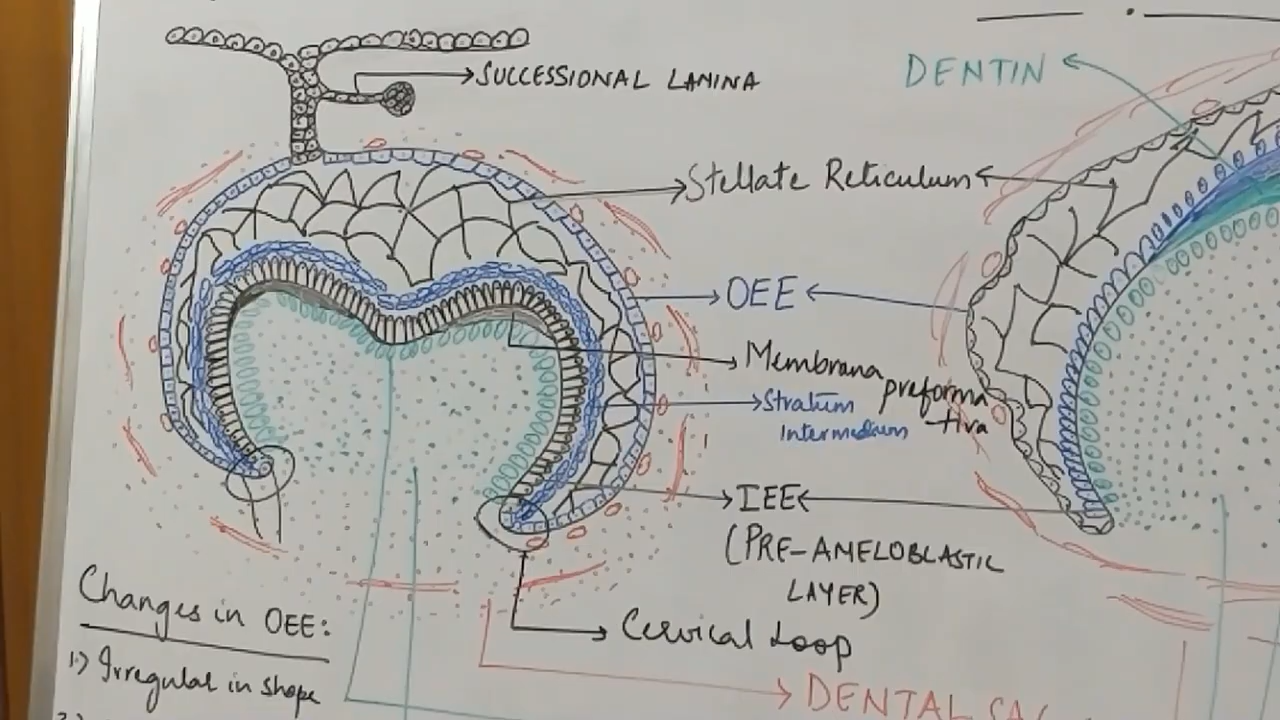 SUCCESSIONAL LAMINA
DENTIN
Stellate Reticulum
OEE
Membrana preforma
tiva
Stratum
Intermedium
IEE
(PRE-AMELOBLASTIC
LAYER)
Cervical Loop
DENTAL
Changes in OEE:
1.) Irregular in shape